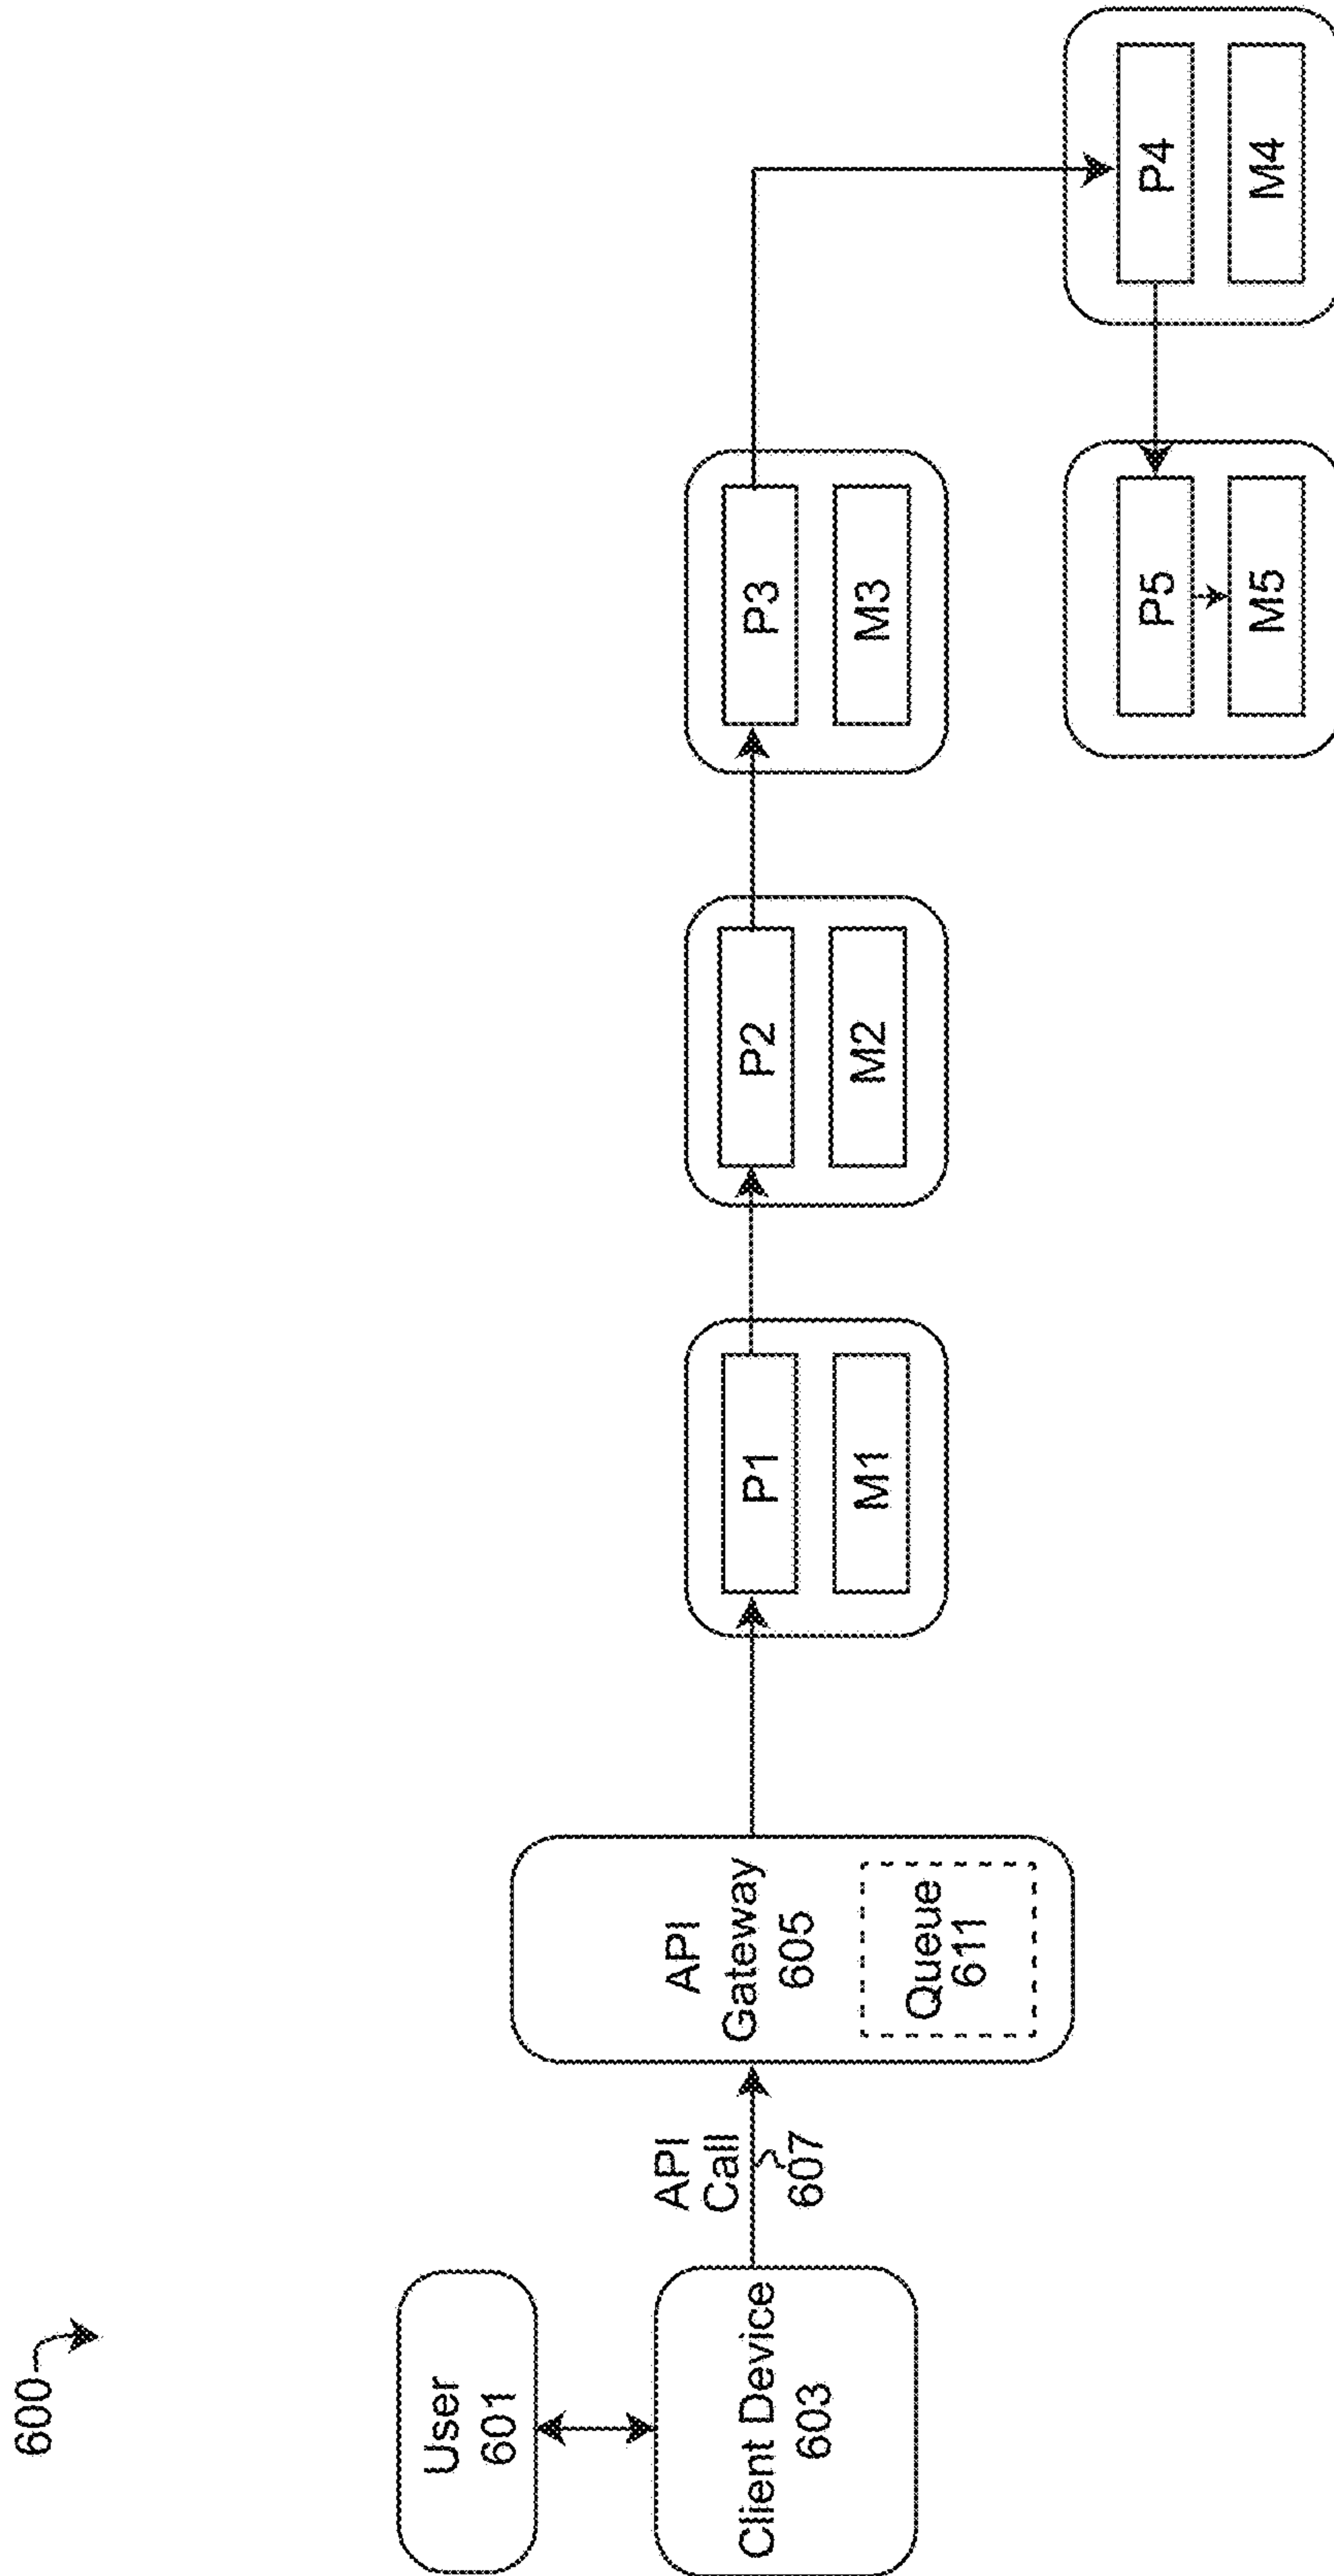 600
User
601
Client Device
603
API
Call
607
API
Gateway
605
Queue
611
P1
M1
P2
M2
P3
M3
P4
M4
P5
M5